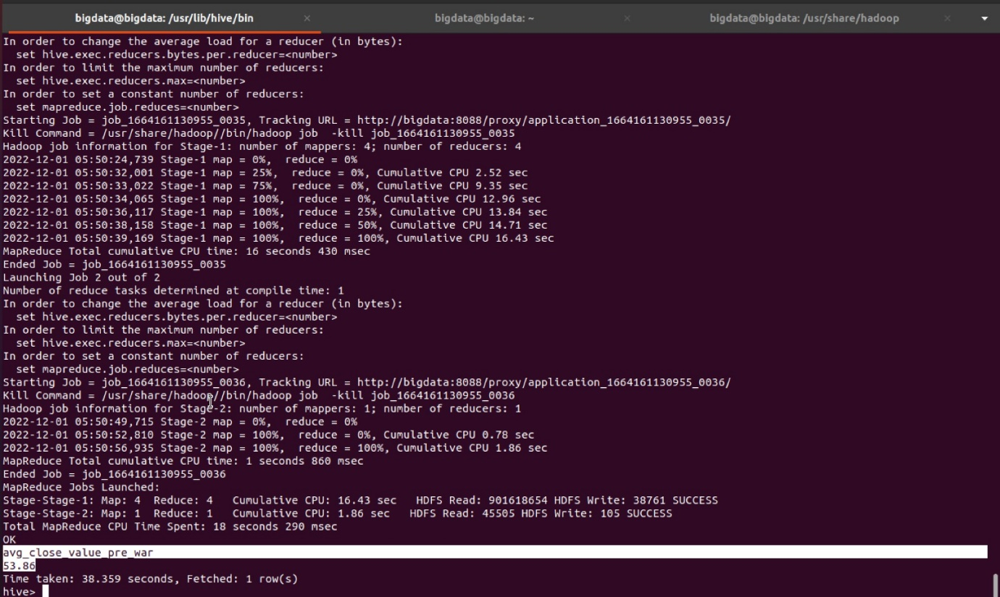 bigdata@bigdata: /usr/lib/hive/bin
bigdata@bigdata: ~
bigdata@bigdata: /usr/share/hadoop
In order to change the average load for a reducer (in bytes):
  set hive.exec.reducers.bytes.per.reducer=<number>
In order to limit the maximum number of reducers:
  set hive.exec.reducers.max=<number>
In order to set a constant number of reducers:
  set mapreduce.job.reduces=<number>
Starting Job = job_1664161130955_0035, Tracking URL = http://bigdata:8088/proxy/application_1664161130955_0035/
Kill Command = /usr/share/hadoop//bin/hadoop job  -kill job_1664161130955_0035
Hadoop job information for Stage-1: number of mappers: 4; number of reducers: 4
2022-12-01 05:50:24,739 Stage-1 map = 0%,  reduce = 0%
2022-12-01 05:50:32,001 Stage-1 map = 25%,  reduce = 0%, Cumulative CPU 2.52 sec
2022-12-01 05:50:33,022 Stage-1 map = 75%,  reduce = 0%, Cumulative CPU 9.35 sec
2022-12-01 05:50:34,065 Stage-1 map = 100%,  reduce = 0%, Cumulative CPU 12.96 sec
2022-12-01 05:50:36,117 Stage-1 map = 100%,  reduce = 25%, Cumulative CPU 13.84 sec
2022-12-01 05:50:38,158 Stage-1 map = 100%,  reduce = 50%, Cumulative CPU 14.71 sec
2022-12-01 05:50:39,169 Stage-1 map = 100%,  reduce = 100%, Cumulative CPU 16.43 sec
MapReduce Total cumulative CPU time: 16 seconds 430 msec
Ended Job = job_1664161130955_0035
Launching Job 2 out of 2
Number of reduce tasks determined at compile time: 1
In order to change the average load for a reducer (in bytes):
  set hive.exec.reducers.bytes.per.reducer=<number>
In order to limit the maximum number of reducers:
  set hive.exec.reducers.max=<number>
In order to set a constant number of reducers:
  set mapreduce.job.reduces=<number>
Starting Job = job_1664161130955_0036, Tracking URL = http://bigdata:8088/proxy/application_1664161130955_0036/
Kill Command = /usr/share/hadoop//bin/hadoop job  -kill job_1664161130955_0036
Hadoop job information for Stage-2: number of mappers: 1; number of reducers: 1
2022-12-01 05:50:49,715 Stage-2 map = 0%,  reduce = 0%
2022-12-01 05:50:52,810 Stage-2 map = 100%,  reduce = 0%, Cumulative CPU 0.78 sec
2022-12-01 05:50:56,935 Stage-2 map = 100%,  reduce = 100%, Cumulative CPU 1.86 sec
MapReduce Total cumulative CPU time: 1 seconds 860 msec
Ended Job = job_1664161130955_0036
MapReduce Jobs Launched:
Stage-Stage-1: Map: 4  Reduce: 4   Cumulative CPU: 16.43 sec   HDFS Read: 901618654 HDFS Write: 38761 SUCCESS
Stage-Stage-2: Map: 1  Reduce: 1   Cumulative CPU: 1.86 sec   HDFS Read: 45505 HDFS Write: 105 SUCCESS
Total MapReduce CPU Time Spent: 18 seconds 290 msec
OK
avg_close_value_pre_war
53.86
Time taken: 38.359 seconds, Fetched: 1 row(s)
hive>